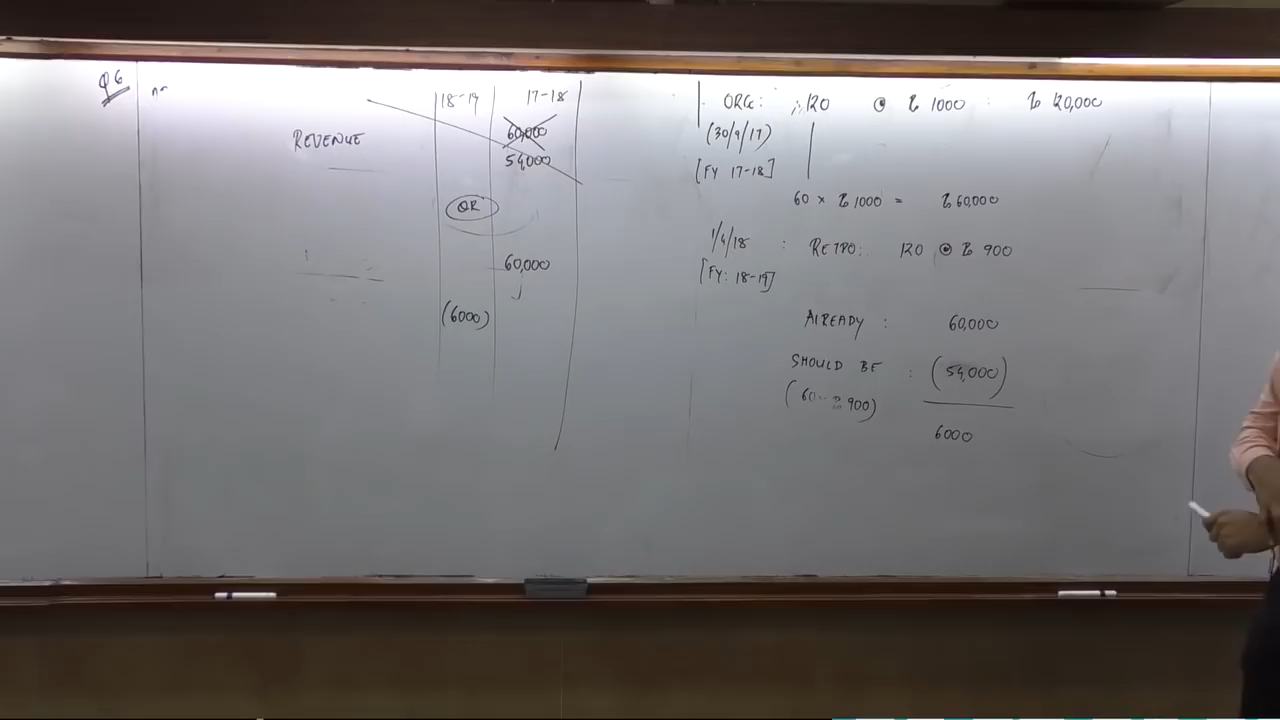 Q6
18-19 17-18
REVENUE 60,000
54,000
OR
60,000
(6000)
ORG: 120 @ ₹ 1000 : ₹ 120,000
(30/9/17)
[FY 17-18]
60 × ₹ 1000 = ₹ 60,000
1/4/18 : RETRO: 120 @ ₹ 900
[FY: 18-19]
ALREADY : 60,000
SHOULD BE : (54,000)
900)
6000